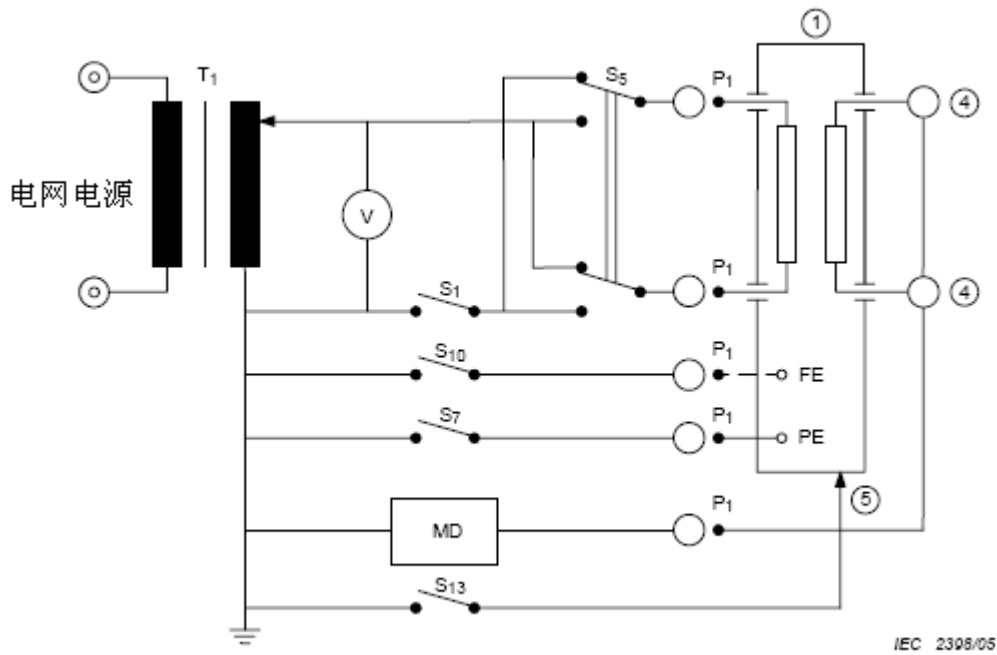 ①
T1
S5
P1
④
电网电源
V
P1
④
S1
S10
P1
FE
S7
P1
PE
⑤
P1
MD
S13
IEC 2398/05